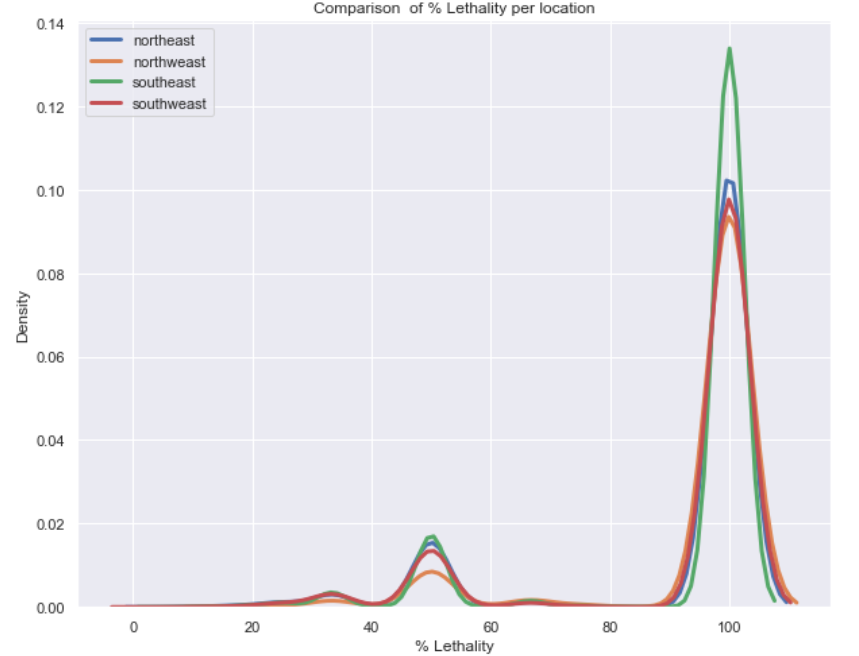 Comparison  of % Lethality per location
northeast
northweast
southeast
southweast
0.14
0.12
0.10
0.08
0.06
0.04
0.02
0.00
Density
0
20
40
60
80
100
% Lethality